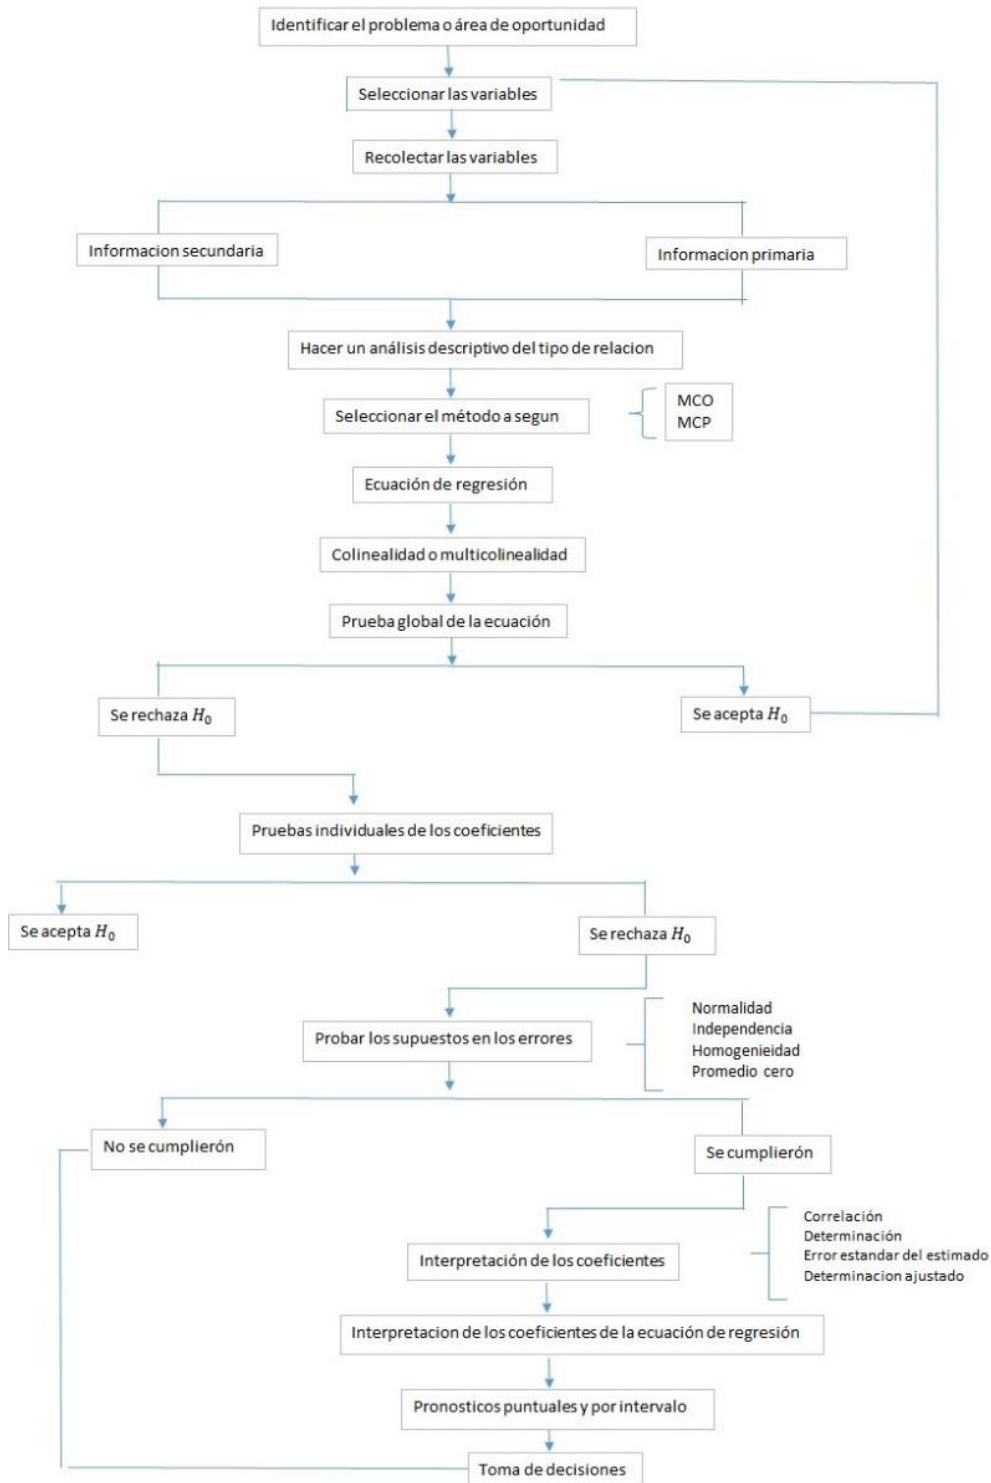 Identificar el problema o área de oportunidad
Seleccionar las variables
Recolectar las variables
Informacion secundaria
Informacion primaria
Hacer un análisis descriptivo del tipo de relacion
Seleccionar el método a segun
MCO
MCP
Ecuación de regresión
Colinealidad o multicolinealidad
Prueba global de la ecuación
Se rechaza H₀
Se acepta H₀
Pruebas individuales de los coeficientes
Se acepta H₀
Se rechaza H₀
Probar los supuestos en los errores
Normalidad
Independencia
Homogenieidad
Promedio cero
No se cumplierón
Se cumplierón
Interpretación de los coeficientes
Correlación
Determinación
Error estandar del estimado
Determinacion ajustado
Interpretacion de los coeficientes de la ecuación de regresión
Pronosticos puntuales y por intervalo
Toma de decisiones